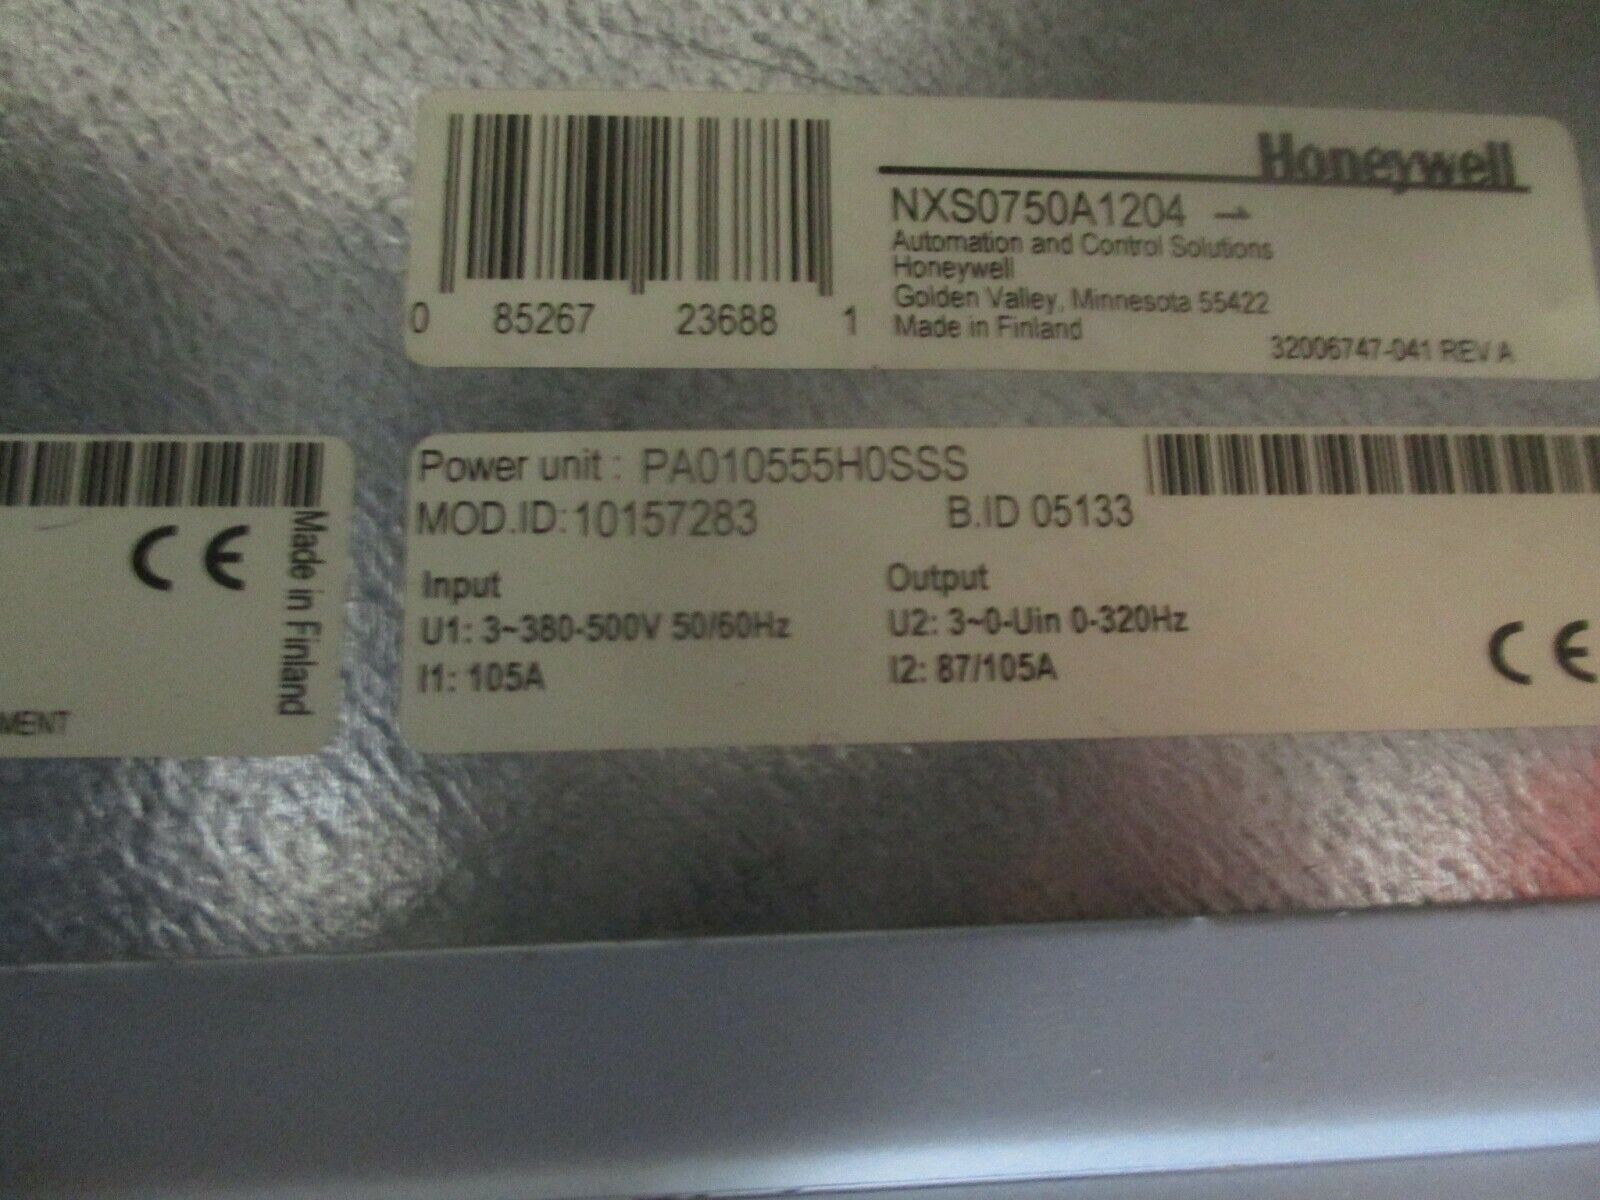 Honeywell
NXS0750A1204
Automation and Control Solutions
Honeywell
Golden Valley, Minnesota 55422
Made in Finland
32006747-041 REV A
0 85267 23688 1
Power unit : PA010555H0SSS
MOD.ID: 10157283 B.ID 05133
Input
U1: 3~380-500V 50/60Hz
I1: 105A
Output
U2: 3~0-Uin 0-320Hz
I2: 87/105A
CE
CE
Made in Finland
MENT